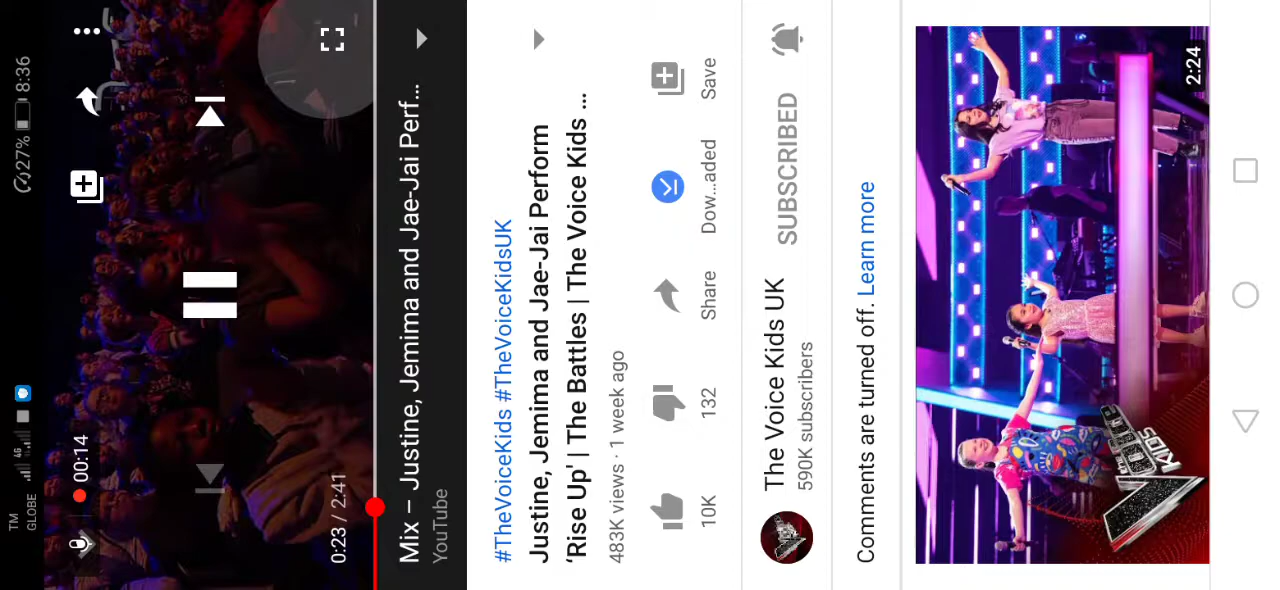 TM
GLOBE
4G
27%
8:36
00:14
0:23 / 2:41
Mix – Justine, Jemima and Jae-Jai Perf...
YouTube
#TheVoiceKids #TheVoiceKidsUK
Justine, Jemima and Jae-Jai Perform
'Rise Up' | The Battles | The Voice Kids ...
483K views · 1 week ago
10K
132
Share
Dow...aded
Save
The Voice Kids UK
590K subscribers
SUBSCRIBED
Comments are turned off. Learn more
2:24
KIDS